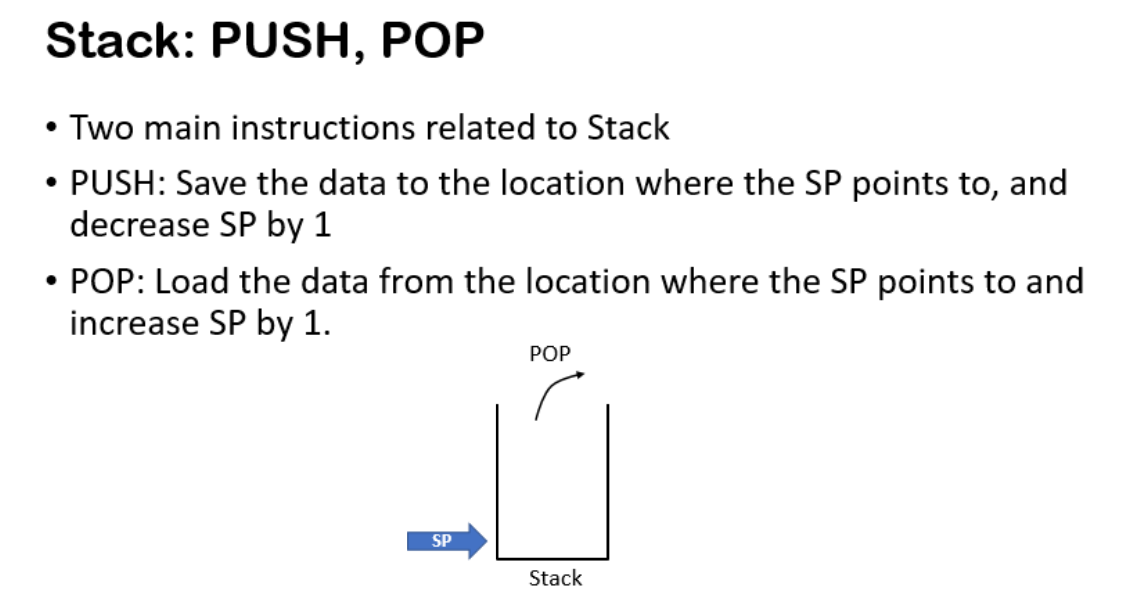 Stack: PUSH, POP
• Two main instructions related to Stack
• PUSH: Save the data to the location where the SP points to, and
decrease SP by 1
• POP: Load the data from the location where the SP points to and
increase SP by 1.
POP
SP
Stack